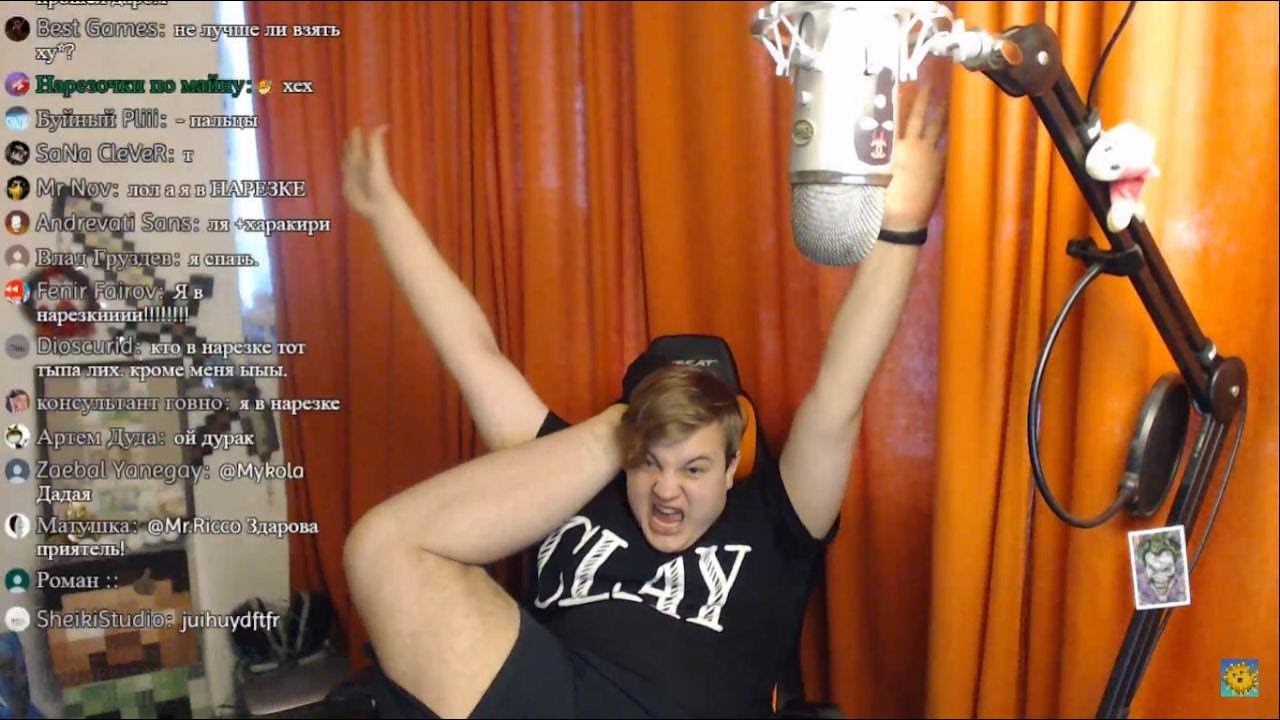 Best Games: не лучше ли взять
ху*?
Нарезочки по майну: хех
Буйный Pliii: - пальцы
SaNa CleVeR: т
Mr Nov: лол а я в НАРЕЗКЕ
Andrevati Sans: ля +харакири
Влад Груздев: я спать.
Fenir Fairov: Я в
нарезкииии!!!!!!!!
Dioscurid: кто в нарезке тот
тыпа лих. кроме меня ыыы.
консультант говно: я в нарезке
Артем Дуда: ой дурак
Zaebal Yanegay: @Mykola
Дадая
Матушка: @Mr.Ricco Здарова
приятель!
Роман ::
SheikiStudio: juihuydftfr
CLAY